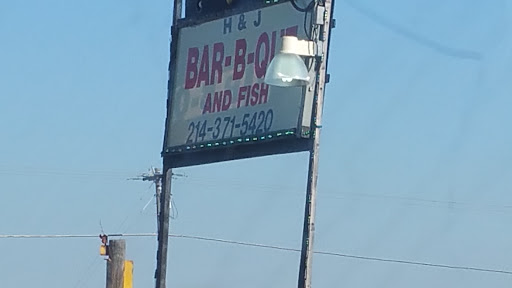 H & J
BAR-B-QUE
AND FISH
214-371-5420